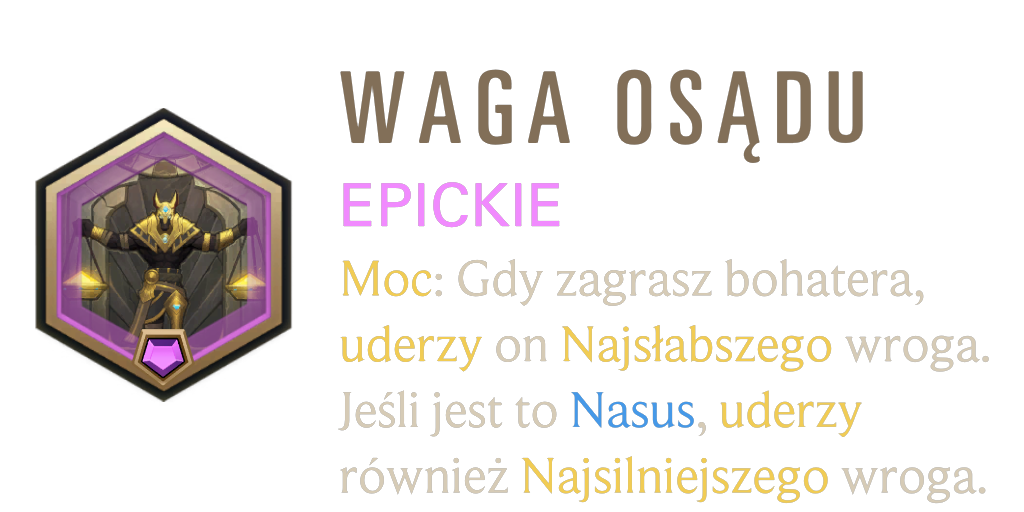 WAGA OSĄDU
EPICKIE
Moc: Gdy zagrasz bohatera,
uderzy on Najsłabszego wroga.
Jeśli jest to Nasus, uderzy
również Najsilniejszego wroga.